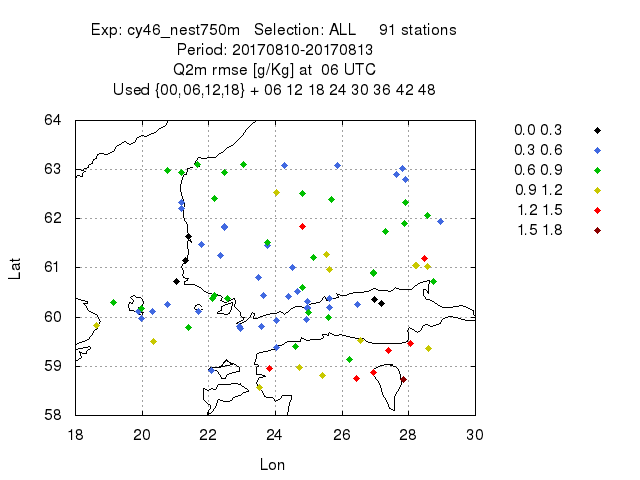 Exp: cy46_nest750m Selection: ALL 91 stations
Period: 20170810-20170813
Q2m rmse [g/Kg] at 06 UTC
Used {00,06,12,18} + 06 12 18 24 30 36 42 48
64
63
62
61
60
59
58
Lat
18 20 22 24 26 28 30
Lon
0.0 0.3
0.3 0.6
0.6 0.9
0.9 1.2
1.2 1.5
1.5 1.8